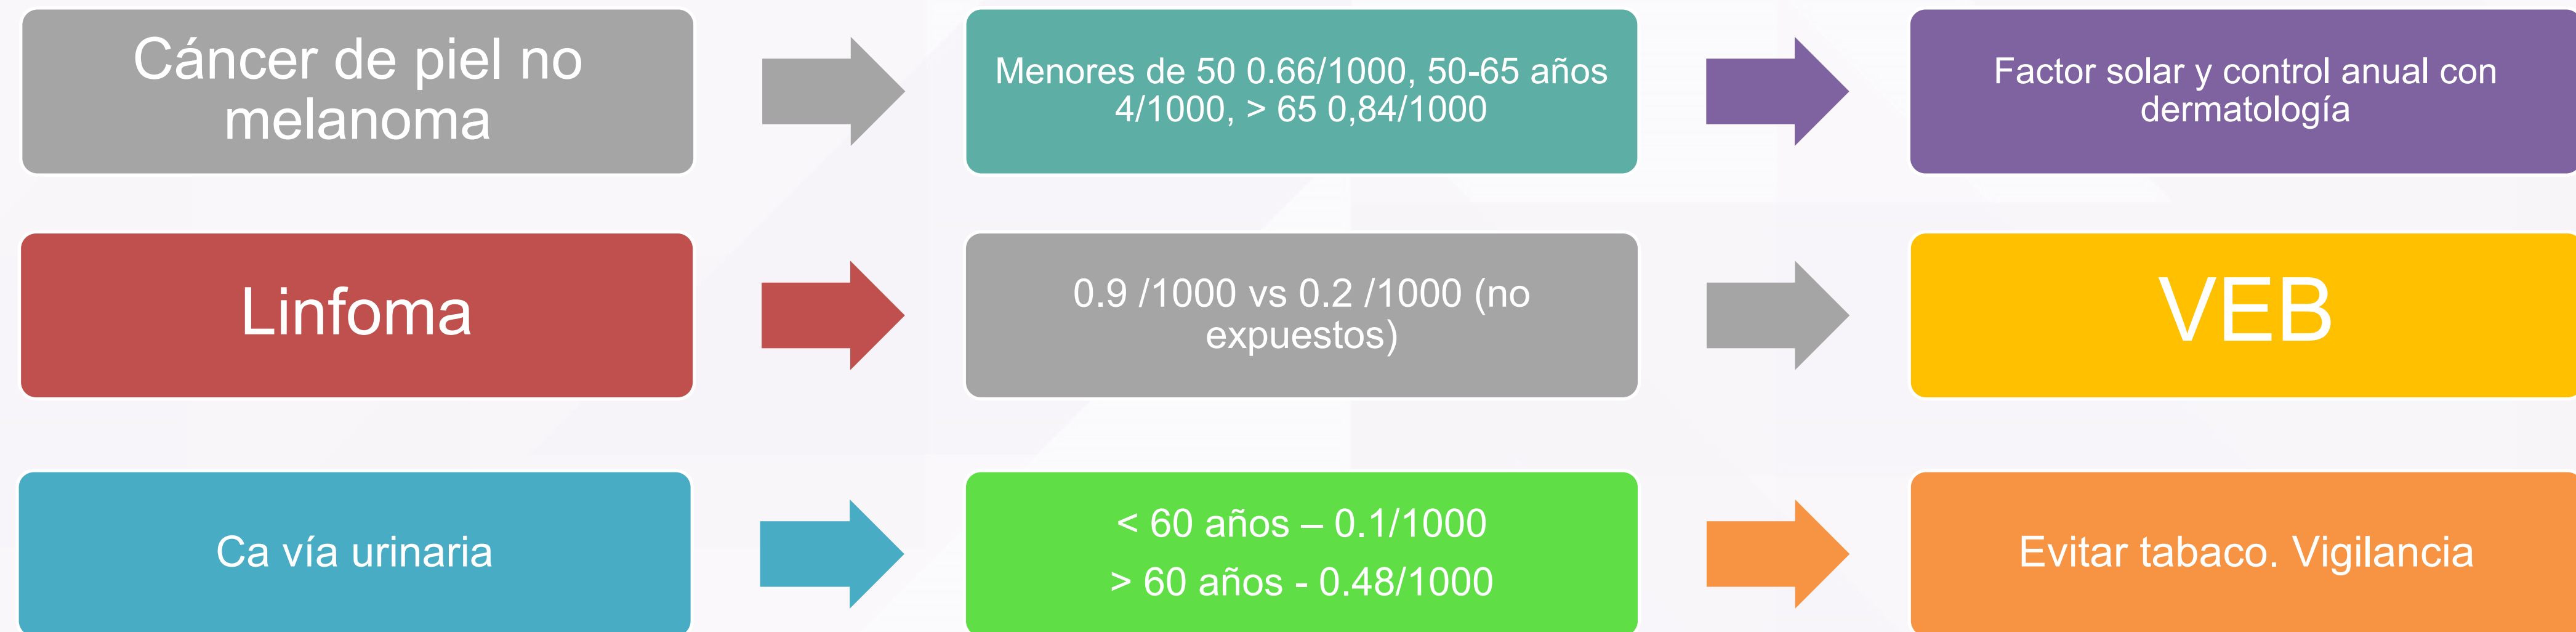 Cáncer de piel no
melanoma
Menores de 50 0.66/1000, 50-65 años
4/1000, > 65 0,84/1000
Factor solar y control anual con
dermatología
Linfoma
0.9 /1000 vs 0.2 /1000 (no
expuestos)
VEB
Ca vía urinaria
< 60 años – 0.1/1000
> 60 años - 0.48/1000
Evitar tabaco. Vigilancia